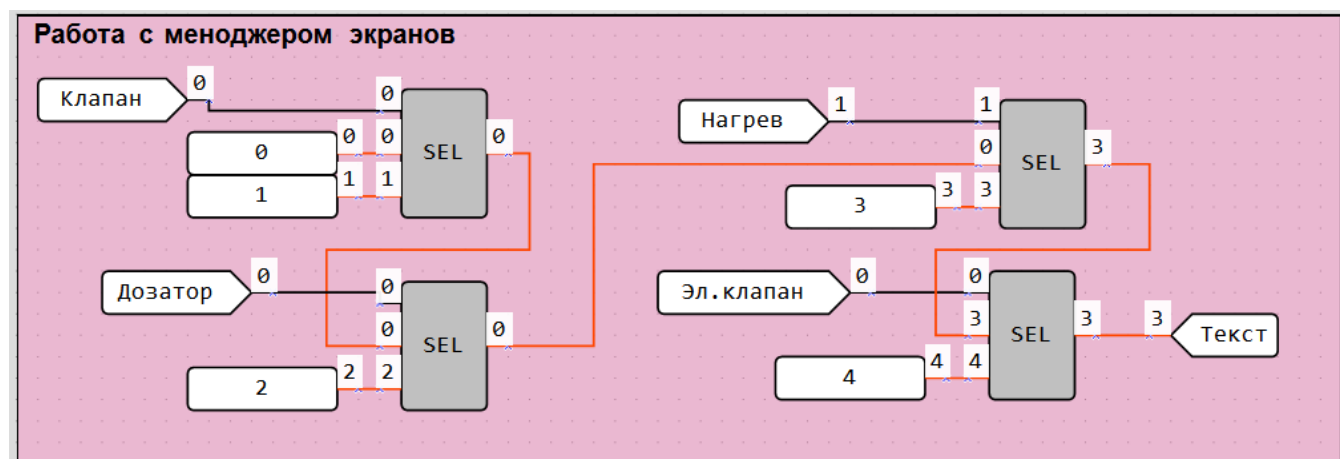 Работа с меноджером экранов
Клапан 0 0
0 0 0 SEL 0
1 1 1
Дозатор 0 0
0 SEL 0
2 2 2
Нагрев 1 1
0 SEL 3
3 3 3
Эл.клапан 0 0
3 SEL 3 3 Текст
4 4 4